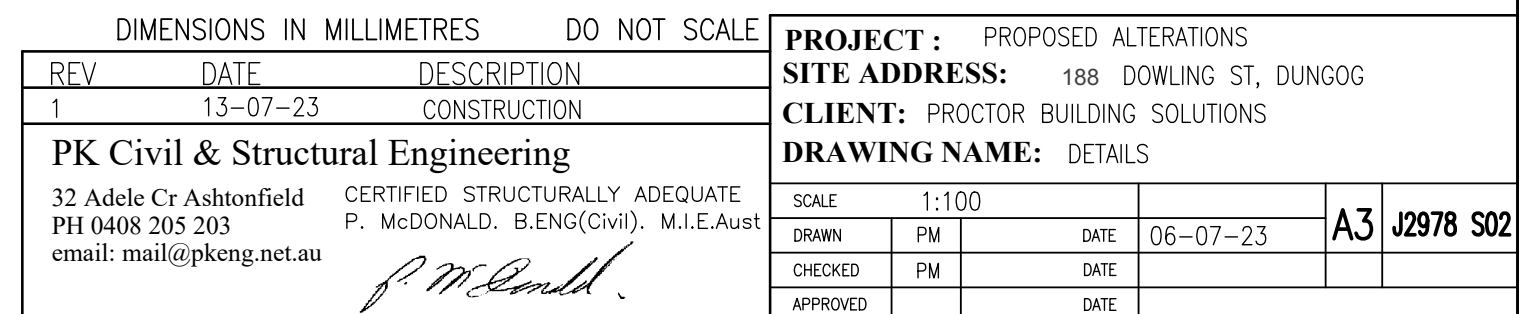 DIMENSIONS IN MILLIMETRES DO NOT SCALE
REV DATE DESCRIPTION
1 13-07-23 CONSTRUCTION
PK Civil & Structural Engineering
32 Adele Cr Ashtonfield
PH 0408 205 203
email: mail@pkeng.net.au
CERTIFIED STRUCTURALLY ADEQUATE
P. McDONALD. B.ENG(Civil). M.I.E.Aust
P. McDonald.
PROJECT : PROPOSED ALTERATIONS
SITE ADDRESS: 188 DOWLING ST, DUNGOG
CLIENT: PROCTOR BUILDING SOLUTIONS
DRAWING NAME: DETAILS
SCALE 1:100
DRAWN PM DATE 06-07-23
CHECKED PM DATE
APPROVED DATE
A3 J2978 S02